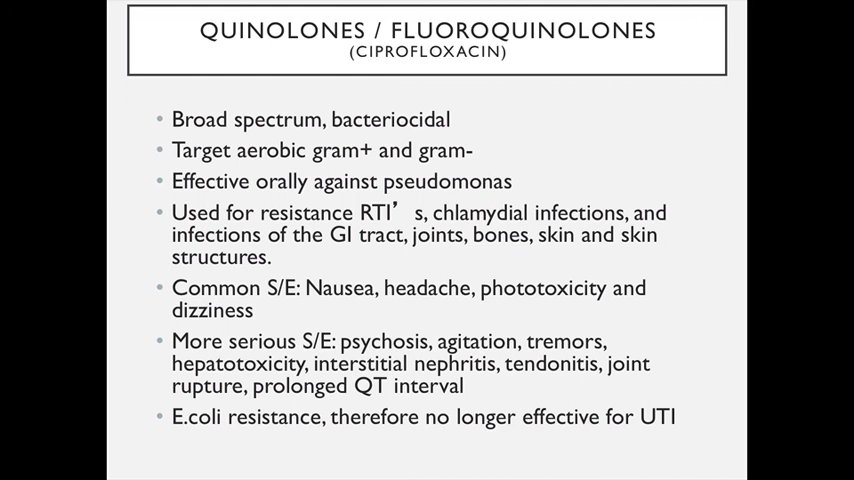 QUINOLONES / FLUOROQUINOLONES
(CIPROFLOXACIN)
• Broad spectrum, bacteriocidal
• Target aerobic gram+ and gram-
• Effective orally against pseudomonas
• Used for resistance RTI’s, chlamydial infections, and
infections of the GI tract, joints, bones, skin and skin
structures.
• Common S/E: Nausea, headache, phototoxicity and
dizziness
• More serious S/E: psychosis, agitation, tremors,
hepatotoxicity, interstitial nephritis, tendonitis, joint
rupture, prolonged QT interval
• E.coli resistance, therefore no longer effective for UTI